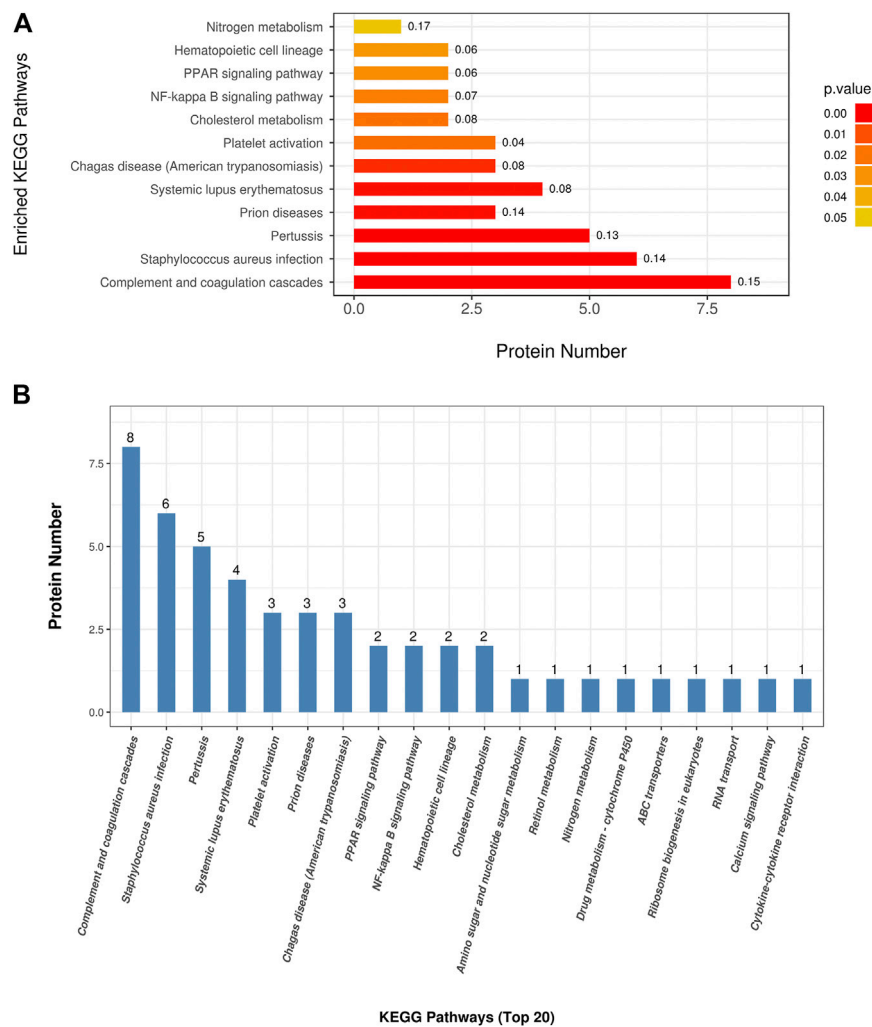 A
Enriched KEGG Pathways
Nitrogen metabolism 0.17
Hematopoietic cell lineage 0.06
PPAR signaling pathway 0.06
NF-kappa B signaling pathway 0.07
Cholesterol metabolism 0.08
Platelet activation 0.04
Chagas disease (American trypanosomiasis) 0.08
Systemic lupus erythematosus 0.08
Prion diseases 0.14
Pertussis 0.13
Staphylococcus aureus infection 0.14
Complement and coagulation cascades 0.15
0.0 2.5 5.0 7.5
Protein Number
p.value
0.00
0.01
0.02
0.03
0.04
0.05
B
Protein Number
7.5
5.0
2.5
0.0
8 6 5 4 3 3 3 2 2 2 2 1 1 1 1 1 1 1 1 1
Complement and coagulation cascades
Staphylococcus aureus infection
Pertussis
Systemic lupus erythematosus
Platelet activation
Prion diseases
Chagas disease (American trypanosomiasis)
PPAR signaling pathway
NF-kappa B signaling pathway
Hematopoietic cell lineage
Cholesterol metabolism
Amino sugar and nucleotide sugar metabolism
Retinol metabolism
Nitrogen metabolism
Drug metabolism - cytochrome P450
ABC transporters
Ribosome biogenesis in eukaryotes
RNA transport
Calcium signaling pathway
Cytokine-cytokine receptor interaction
KEGG Pathways (Top 20)